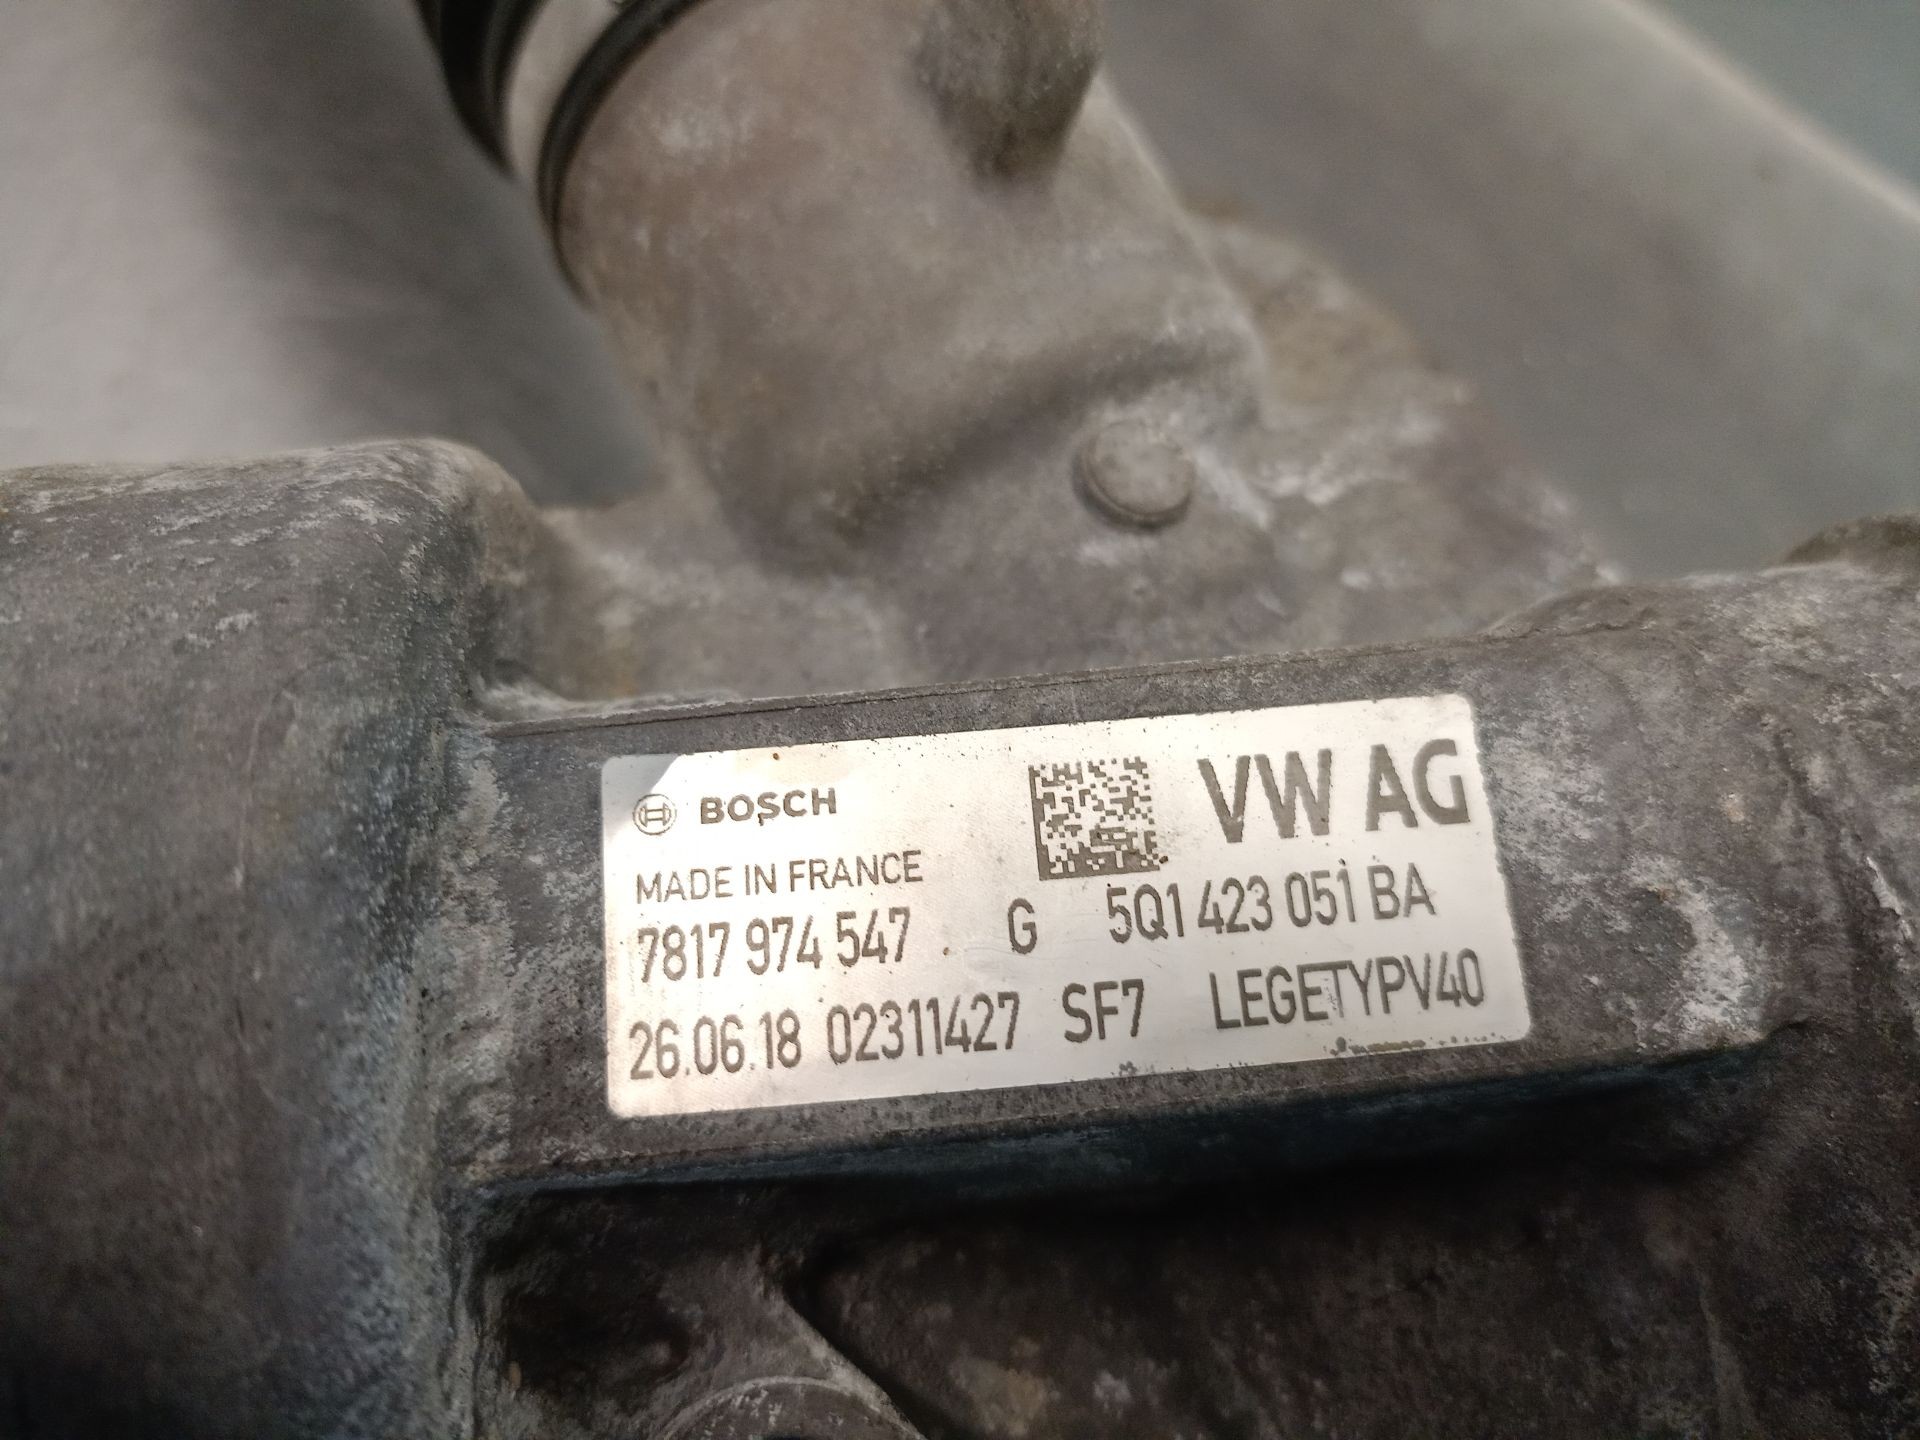 BOSCH VW AG
MADE IN FRANCE
7817 974 547 G 5Q1 423 051 BA
26.06.18 02311427 SF7 LEGETYPV40